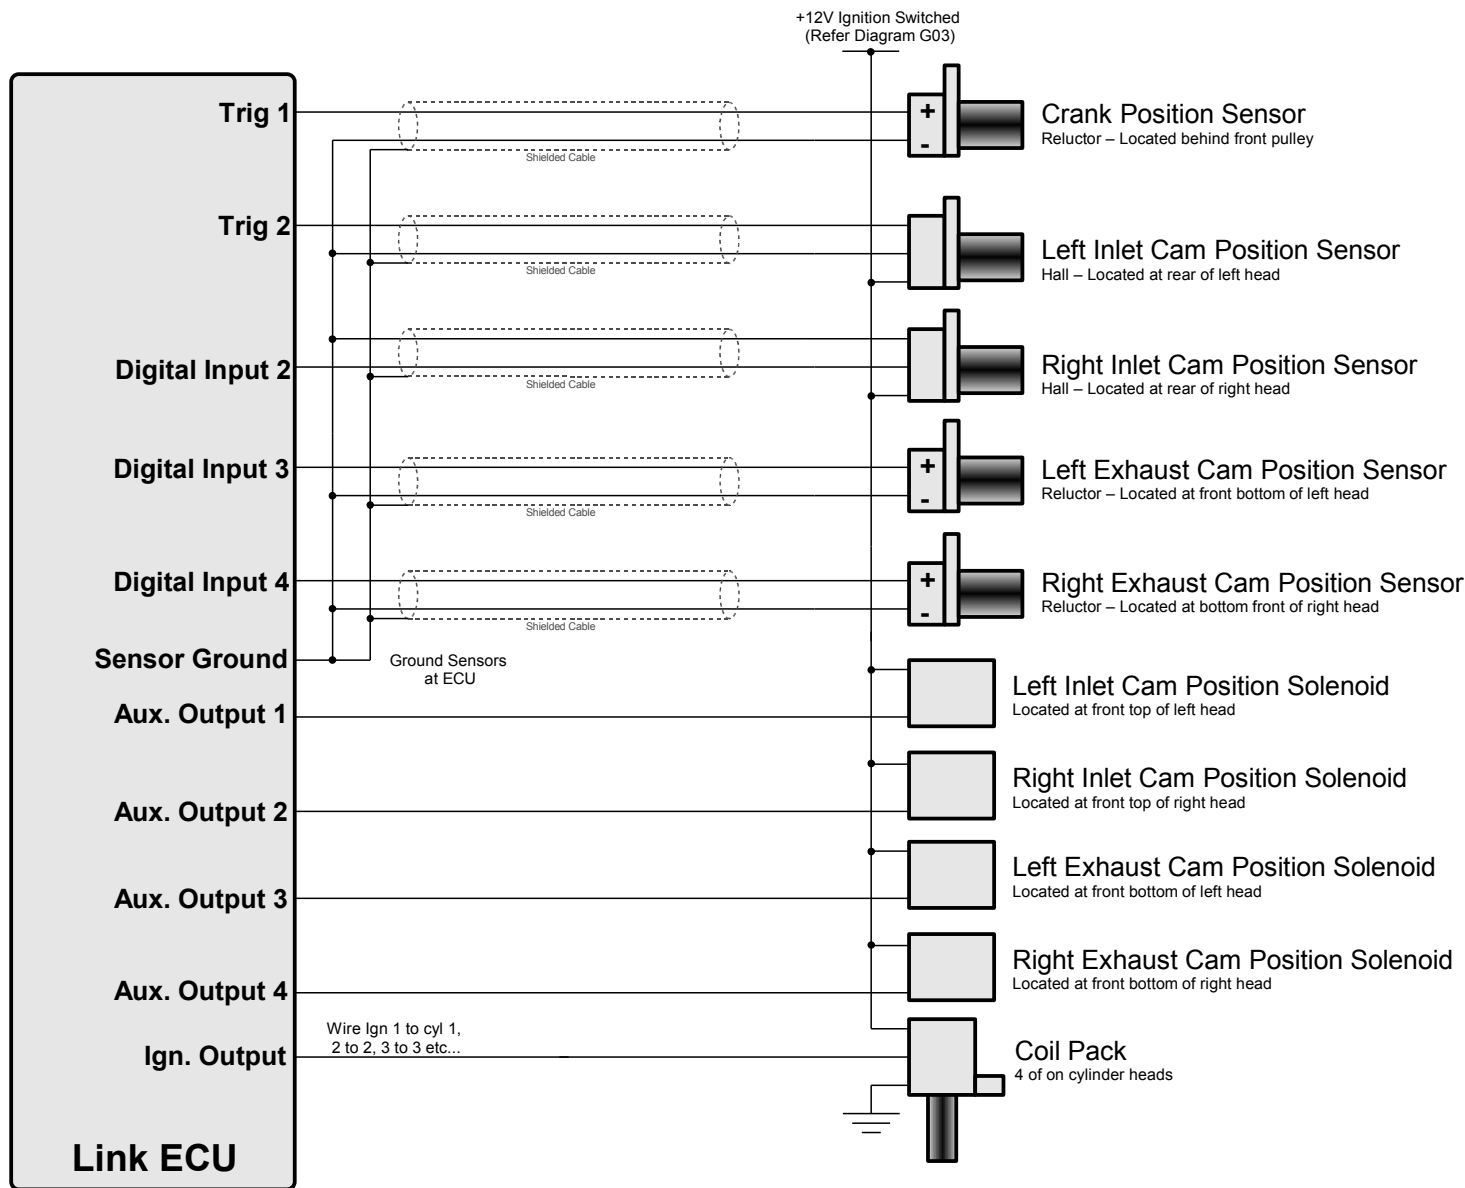 +12V Ignition Switched
(Refer Diagram G03)
Trig 1
+
-
Shielded Cable
Crank Position Sensor
Reluctor – Located behind front pulley
Trig 2
Shielded Cable
Left Inlet Cam Position Sensor
Hall – Located at rear of left head
Digital Input 2
Shielded Cable
Right Inlet Cam Position Sensor
Hall – Located at rear of right head
Digital Input 3
+
-
Shielded Cable
Left Exhaust Cam Position Sensor
Reluctor – Located at front bottom of left head
Digital Input 4
+
-
Shielded Cable
Right Exhaust Cam Position Sensor
Reluctor – Located at bottom front of right head
Sensor Ground
Ground Sensors
at ECU
Left Inlet Cam Position Solenoid
Located at front top of left head
Aux. Output 1
Right Inlet Cam Position Solenoid
Located at front top of right head
Aux. Output 2
Left Exhaust Cam Position Solenoid
Located at front bottom of left head
Aux. Output 3
Right Exhaust Cam Position Solenoid
Located at front bottom of right head
Aux. Output 4
Wire Ign 1 to cyl 1,
2 to 2, 3 to 3 etc...
Ign. Output
Coil Pack
4 of on cylinder heads
Link ECU